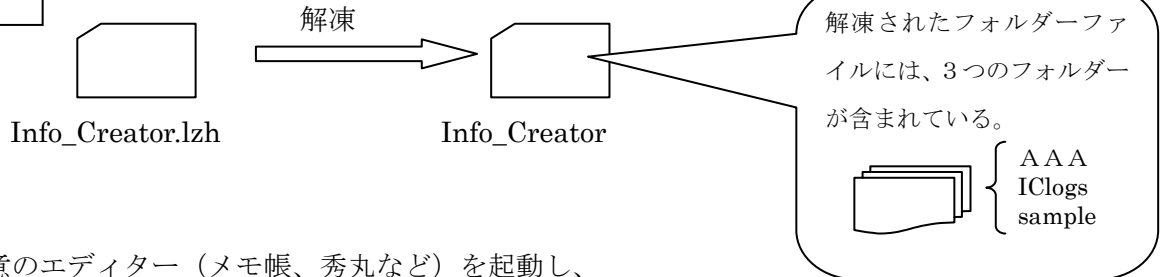 解凍
Info_Creator.lzh
Info_Creator
解凍されたフォルダーファ
イルには、3つのフォルダー
が含まれている。
AAA
IClogs
sample
意のエディター（メモ帳、秀丸など）を起動し、